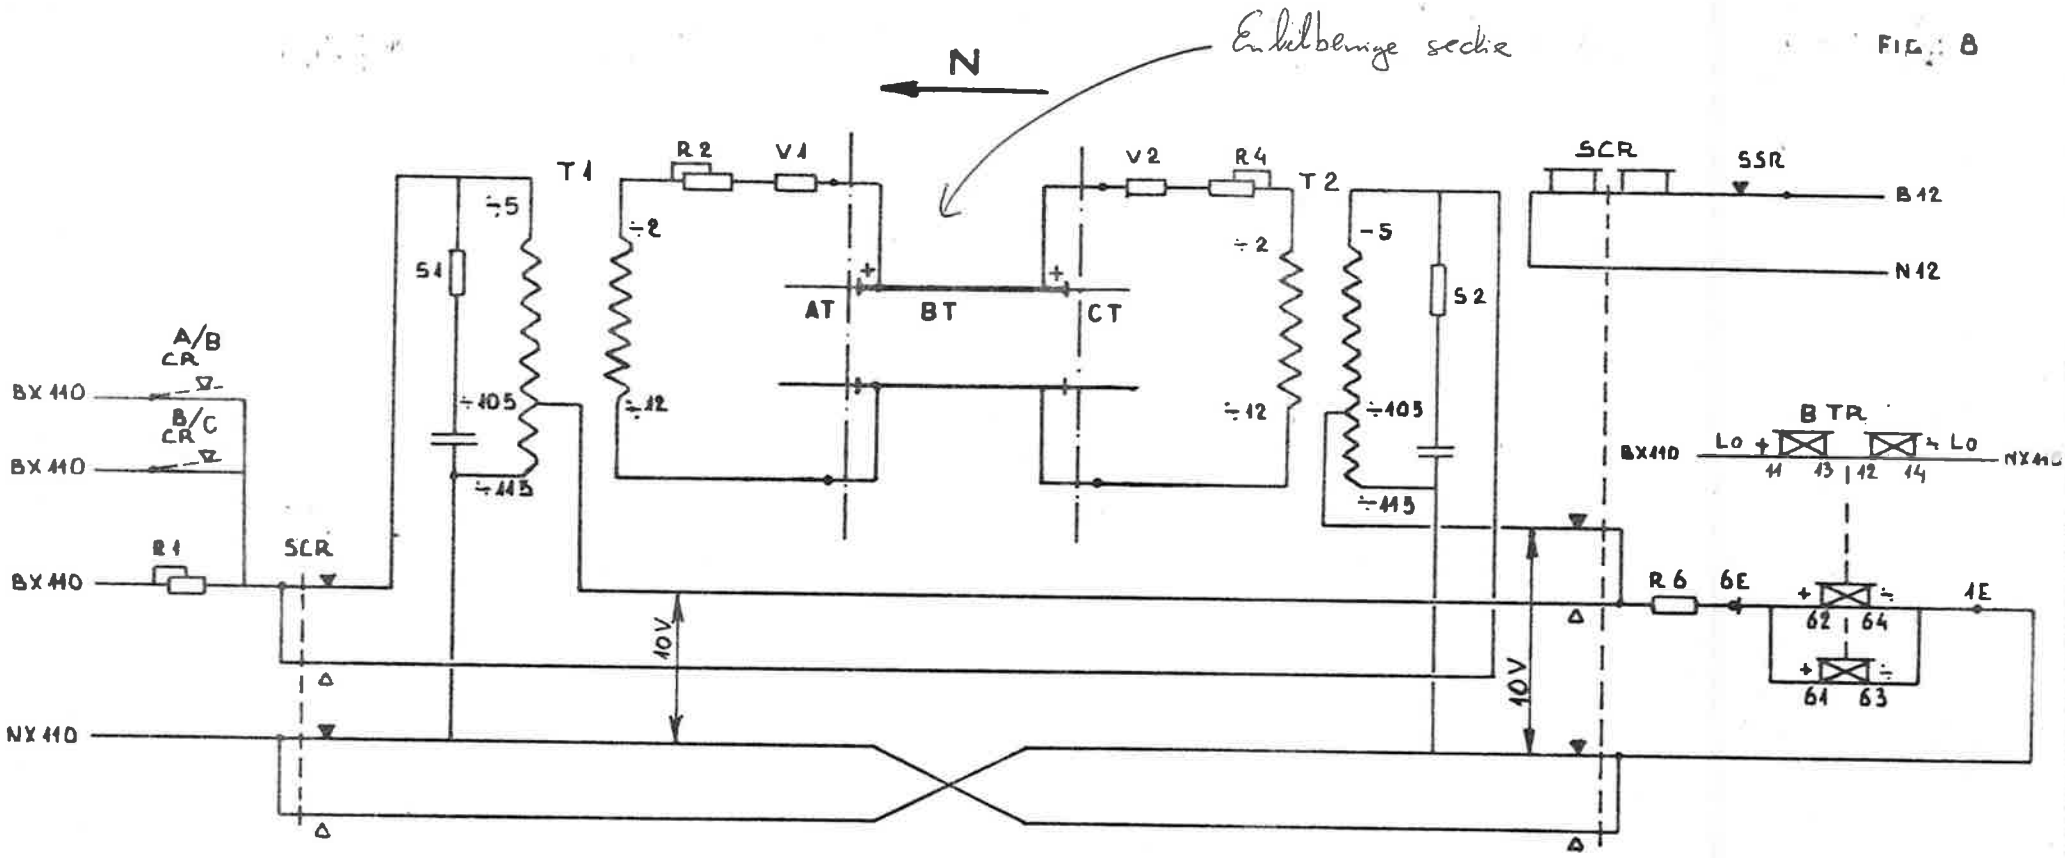 Enkelbenige sectie
FIG. 8
N
T1
R2
V1
V2
R4
T2
SCR
SSR
B12
N12
÷5
÷2
÷2
-5
S1
S2
+
+
AT
BT
CT
A/B
CR
BX110
B/C
CR
BX110
÷105
÷12
÷12
÷105
÷115
÷115
BTR
BX110
LO
+
÷
LO
NX110
11
13
12
14
R1
SCR
BX110
R6
6E
+
÷
1E
62
64
10V
10V
+
÷
61
63
NX110